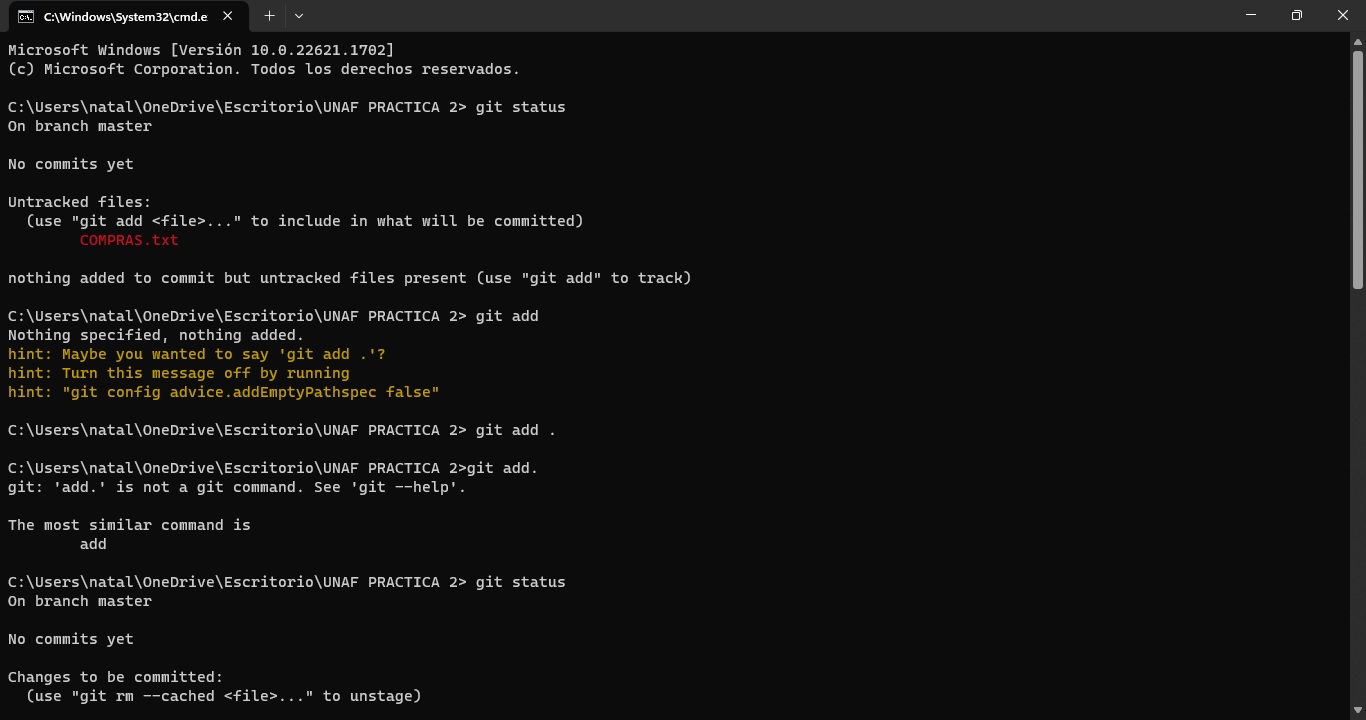 C:\Windows\System32\cmd.e
Microsoft Windows [Versión 10.0.22621.1702]
(c) Microsoft Corporation. Todos los derechos reservados.
C:\Users\natal\OneDrive\Escritorio\UNAF PRACTICA 2> git status
On branch master
No commits yet
Untracked files:
  (use "git add <file>..." to include in what will be committed)
        COMPRAS.txt
nothing added to commit but untracked files present (use "git add" to track)
C:\Users\natal\OneDrive\Escritorio\UNAF PRACTICA 2> git add
Nothing specified, nothing added.
hint: Maybe you wanted to say 'git add .'?
hint: Turn this message off by running
hint: "git config advice.addEmptyPathspec false"
C:\Users\natal\OneDrive\Escritorio\UNAF PRACTICA 2> git add .
C:\Users\natal\OneDrive\Escritorio\UNAF PRACTICA 2>git add.
git: 'add.' is not a git command. See 'git --help'.
The most similar command is
        add
C:\Users\natal\OneDrive\Escritorio\UNAF PRACTICA 2> git status
On branch master
No commits yet
Changes to be committed:
  (use "git rm --cached <file>..." to unstage)